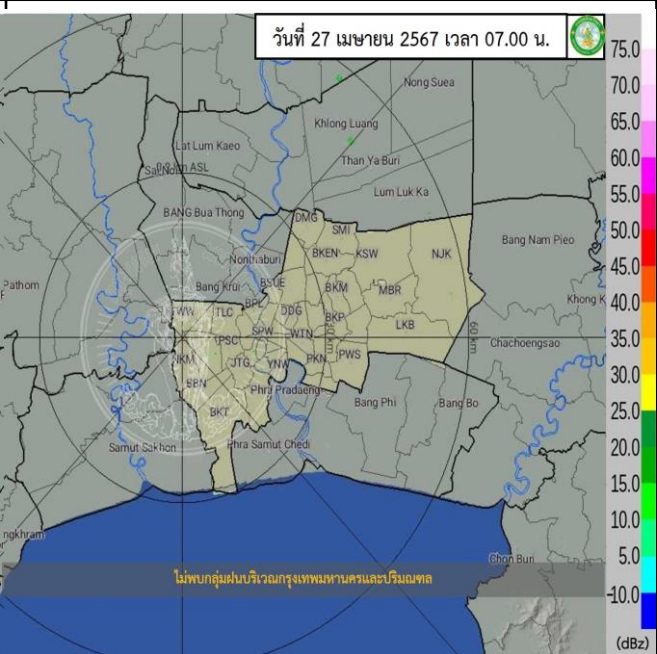 วันที่ 27 เมษายน 2567 เวลา 07.00 น.
75.0
70.0
65.0
60.0
55.0
50.0
45.0
40.0
35.0
30.0
25.0
20.0
15.0
10.0
5.0
-10.0
(dBz)
Nong Suea
Khlong Luang
Lat Lum Kaeo
Than Ya Buri
km ASL
Lum Luk Ka
BANG Bua Thong
DMG
SMI
Bang Nam Pieo
Nonthaburi
BKEN
KSW
NJK
Pathom
Bang Krui
BSUE
BKM
MBR
Khong K
TWW
TLC
BPL
DDG
BKP
LKB
PSC
SPW
WTN
30 km
60 km
Chachoengsao
NKM
JTG
YNW
PKN
PWS
BBN
Phra Pradaeng
BKT
Bang Phi
Bang Bo
Samut Sakhon
Phra Samut Chedi
ngkhram
Chon Buri
ไม่พบกลุ่มฝนบริเวณกรุงเทพมหานครและปริมณฑล